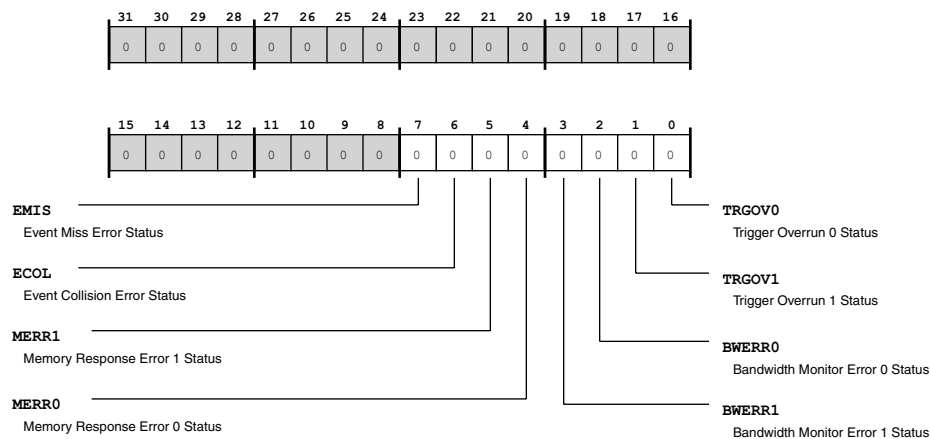 31 30 29 28 27 26 25 24 23 22 21 20 19 18 17 16
0 0 0 0 0 0 0 0 0 0 0 0 0 0 0 0
15 14 13 12 11 10 9 8 7 6 5 4 3 2 1 0
0 0 0 0 0 0 0 0 0 0 0 0 0 0 0 0
EMIS
Event Miss Error Status
ECOL
Event Collision Error Status
MERR1
Memory Response Error 1 Status
MERR0
Memory Response Error 0 Status
TRGOV0
Trigger Overrun 0 Status
TRGOV1
Trigger Overrun 1 Status
BWERR0
Bandwidth Monitor Error 0 Status
BWERR1
Bandwidth Monitor Error 1 Status